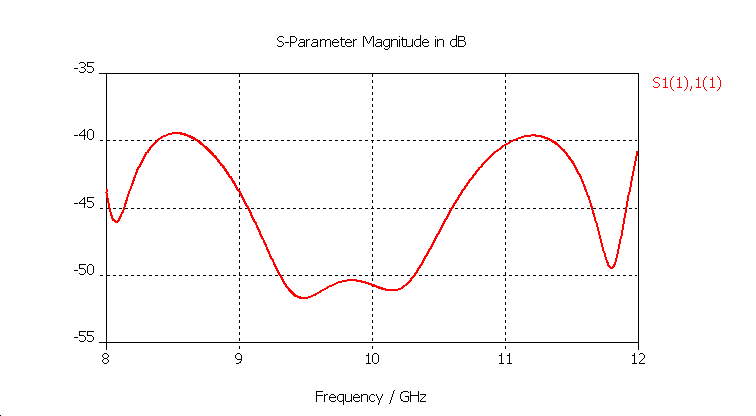 S-Parameter Magnitude in dB
-35
S1(1),1(1)
-40
-45
-50
-55
8 9 10 11 12
Frequency / GHz